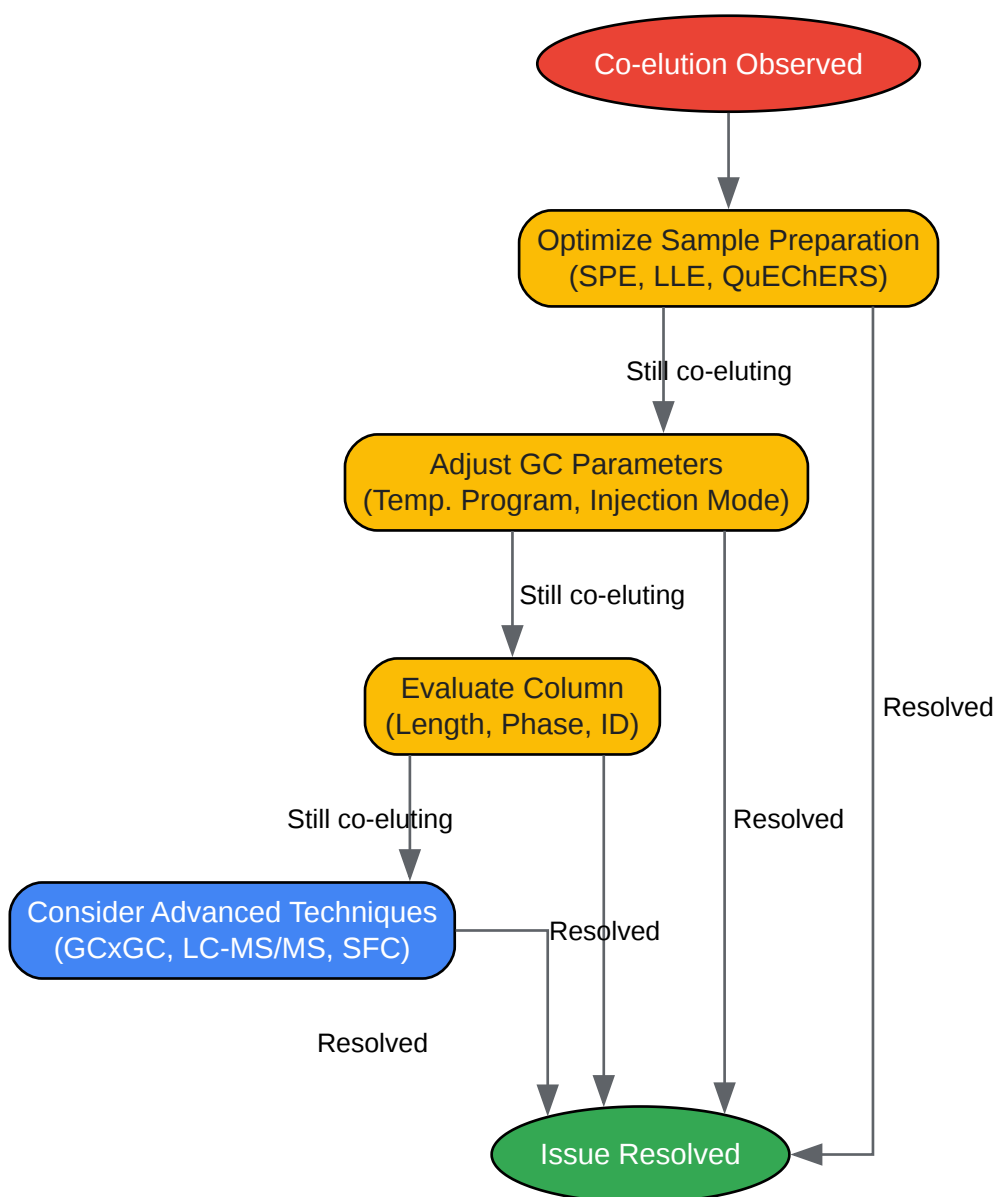 Co-elution Observed
Optimize Sample Preparation
(SPE, LLE, QuEChERS)
Still co-eluting
Adjust GC Parameters
(Temp. Program, Injection Mode)
Still co-eluting
Evaluate Column
(Length, Phase, ID)
Resolved
Still co-eluting
Resolved
Consider Advanced Techniques
(GCxGC, LC-MS/MS, SFC)
Resolved
Resolved
Issue Resolved